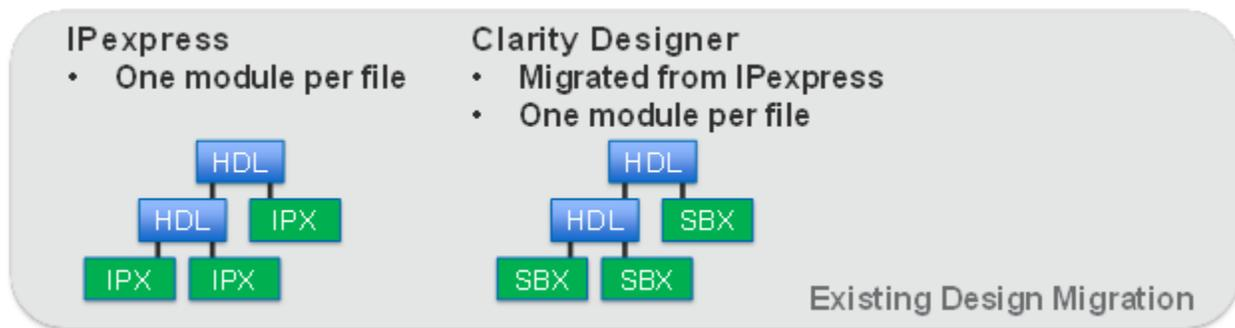 IPexpress
• One module per file
HDL
HDL
IPX
IPX
IPX
Clarity Designer
• Migrated from IPexpress
• One module per file
HDL
HDL
SBX
SBX
SBX
Existing Design Migration